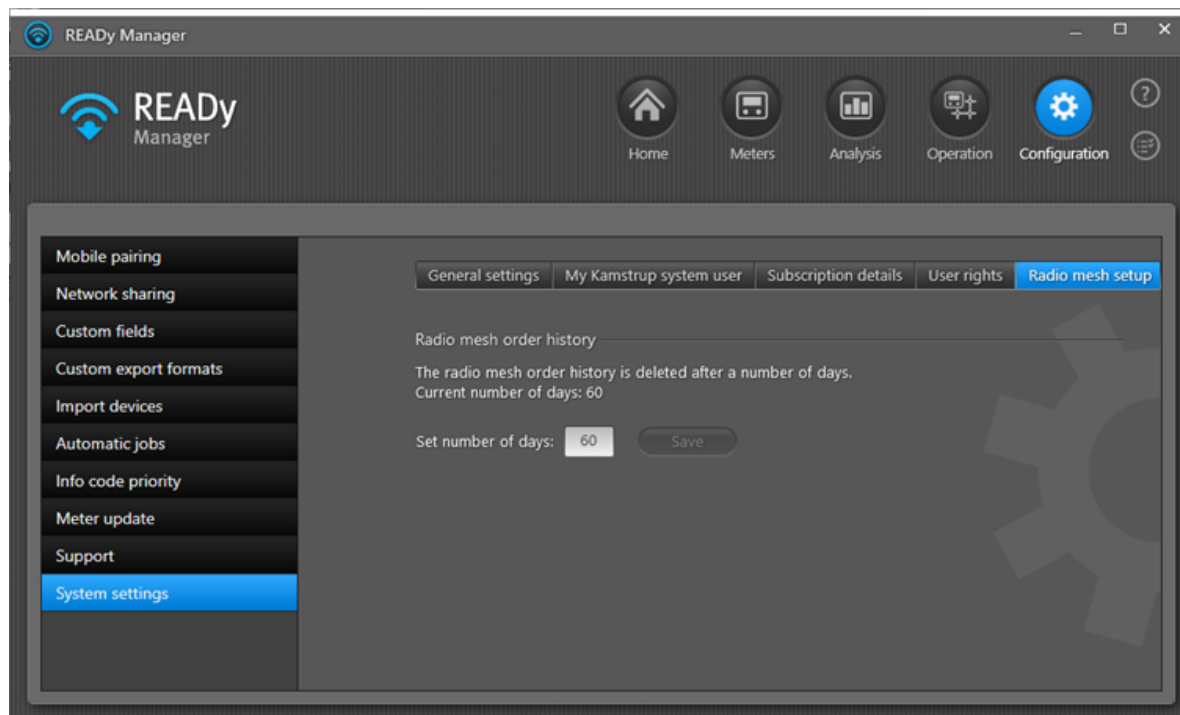 READy Manager
READy
Manager
Home
Meters
Analysis
Operation
Configuration
?
Mobile pairing
Network sharing
Custom fields
Custom export formats
Import devices
Automatic jobs
Info code priority
Meter update
Support
System settings
General settings
My Kamstrup system user
Subscription details
User rights
Radio mesh setup
Radio mesh order history
The radio mesh order history is deleted after a number of days.
Current number of days: 60
Set number of days: 60 Save